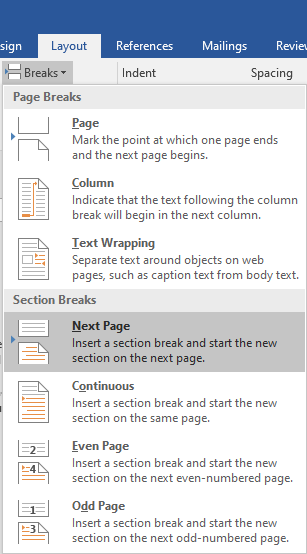 sign Layout References Mailings Review
Breaks Indent Spacing
Page Breaks
Page
Mark the point at which one page ends
and the next page begins.
Column
Indicate that the text following the column
break will begin in the next column.
Text Wrapping
Separate text around objects on web
pages, such as caption text from body text.
Section Breaks
Next Page
Insert a section break and start the new
section on the next page.
Continuous
Insert a section break and start the new
section on the same page.
2
4
Even Page
Insert a section break and start the new
section on the next even-numbered page.
1
3
Odd Page
Insert a section break and start the new
section on the next odd-numbered page.